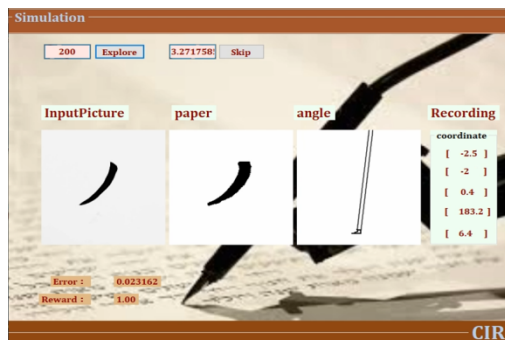 Simulation
200 Explore 3.271758 Skip
InputPicture paper angle Recording
coordinate
[ -2.5 ]
[ -2 ]
[ 0.4 ]
[ 183.2 ]
[ 6.4 ]
Error : 0.023162
Reward : 1.00
CIR